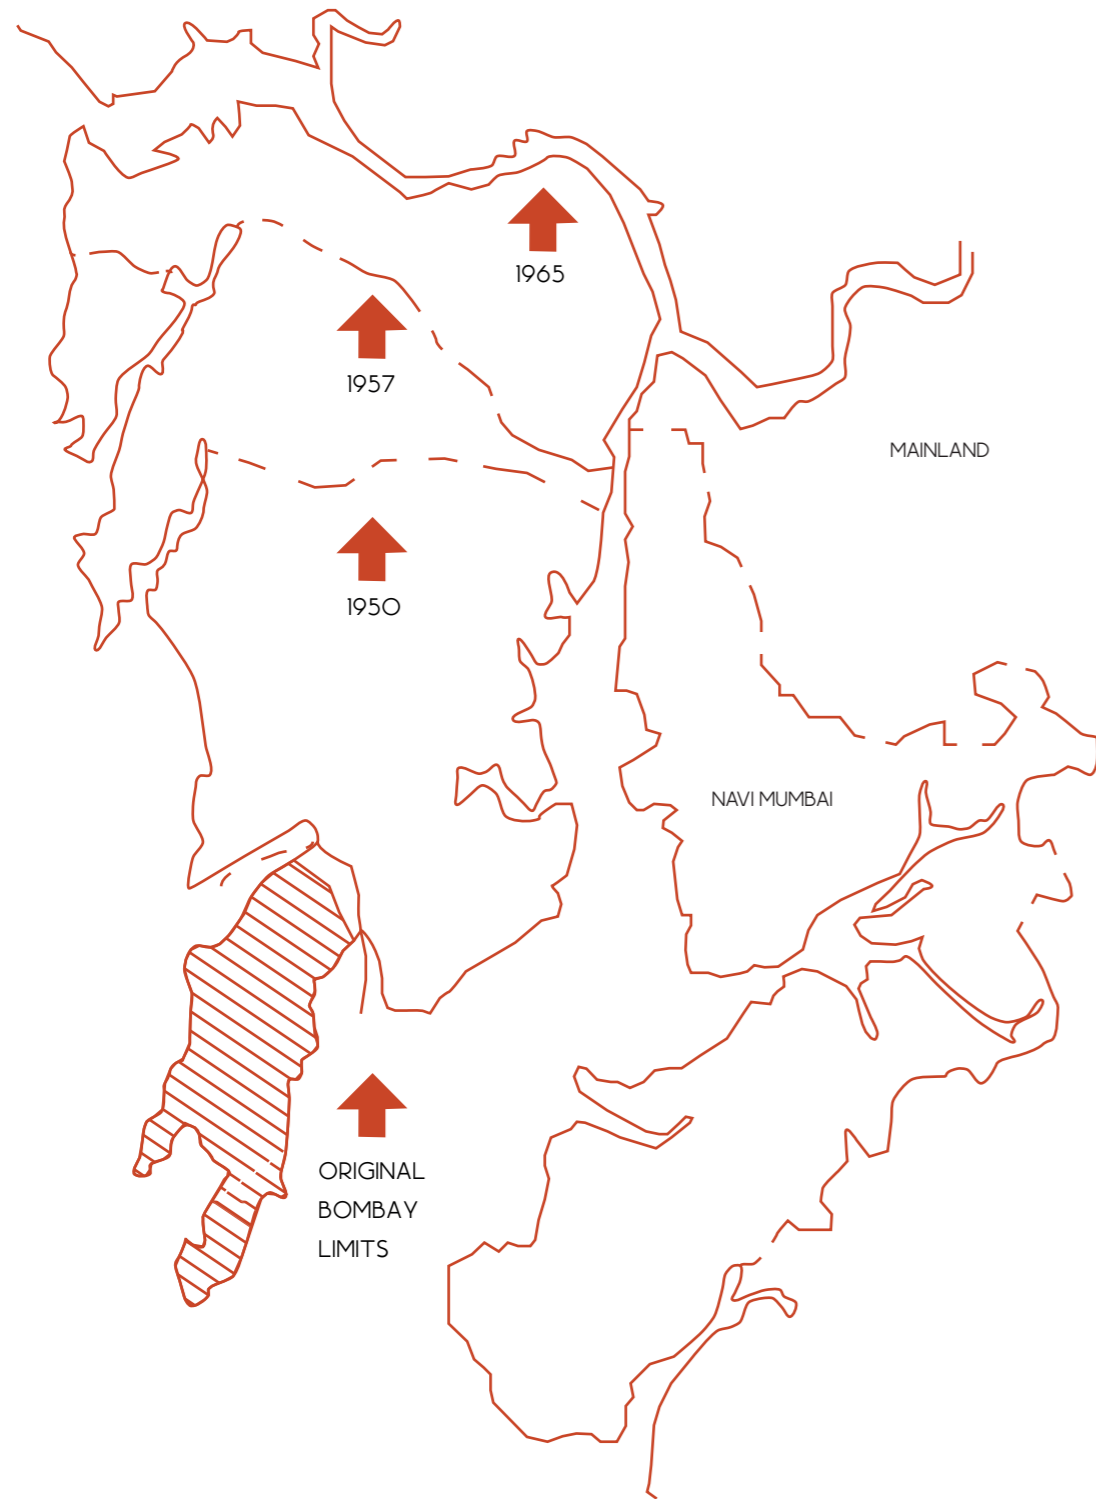 1965
1957
MAINLAND
1950
NAVI MUMBAI
ORIGINAL
BOMBAY
LIMITS